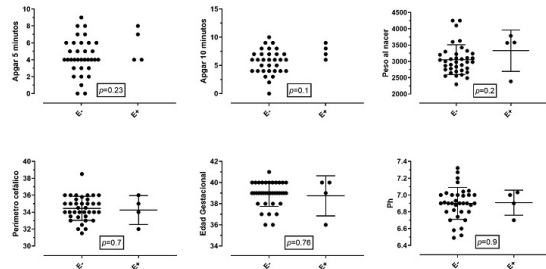 Apgar 5 minutos
10
8
6
4
2
0
p=0.23
E-
E+
Apgar 10 minutos
15
10
5
0
p=0.1
E-
E+
Peso al nacer
4500
4000
3500
3000
2500
2000
p=0.2
E-
E+
Perímetro cefálico
40
38
36
34
32
30
p=0.7
E-
E+
Edad Gestacional
42
40
38
36
34
p=0.76
E-
E+
Ph
7.4
7.2
7.0
6.8
6.6
6.4
p=0.9
E-
E+